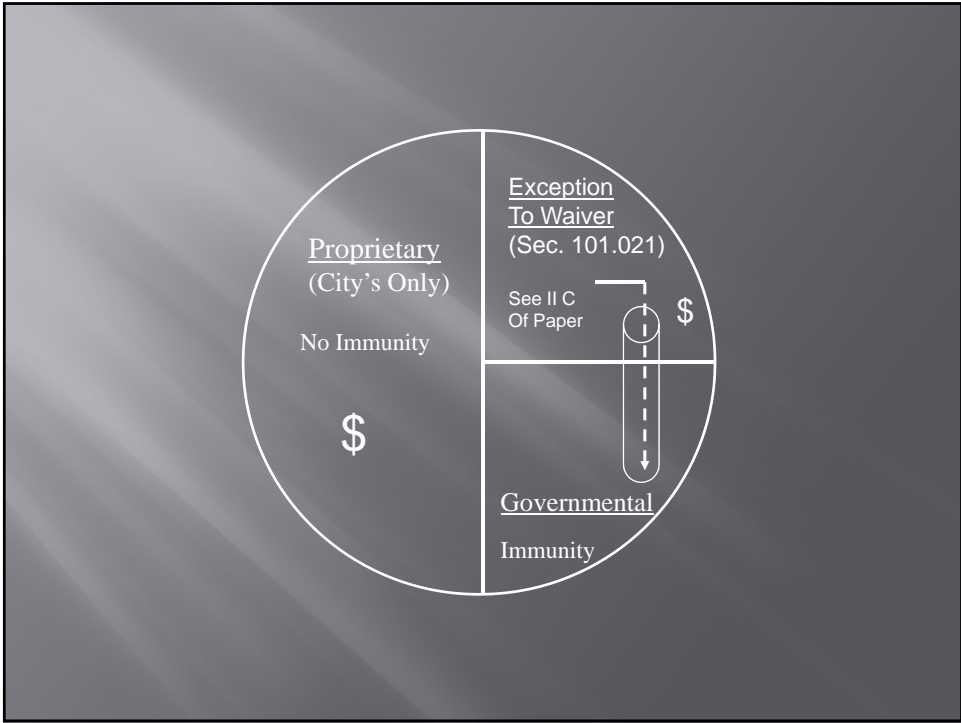 Proprietary
(City's Only)
No Immunity
$
Exception
To Waiver
(Sec. 101.021)
See II C
Of Paper
$
Governmental
Immunity